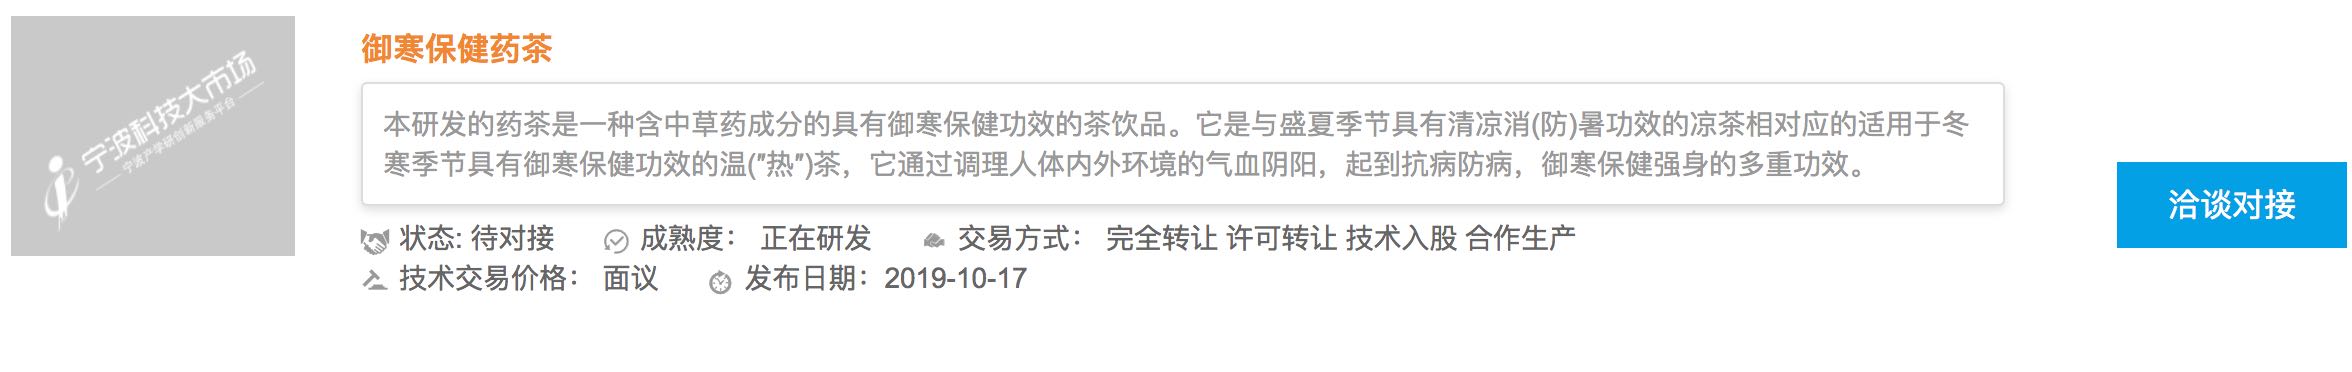 宁波科技大市场
宁波产学研创新服务平台
御寒保健药茶
本研发的药茶是一种含中草药成分的具有御寒保健功效的茶饮品。它是与盛夏季节具有清凉消(防)暑功效的凉茶相对应的适用于冬
寒季节具有御寒保健功效的温("热")茶，它通过调理人体内外环境的气血阴阳，起到抗病防病，御寒保健强身的多重功效。
状态: 待对接 成熟度： 正在研发 交易方式： 完全转让 许可转让 技术入股 合作生产
技术交易价格： 面议 发布日期：2019-10-17
洽谈对接